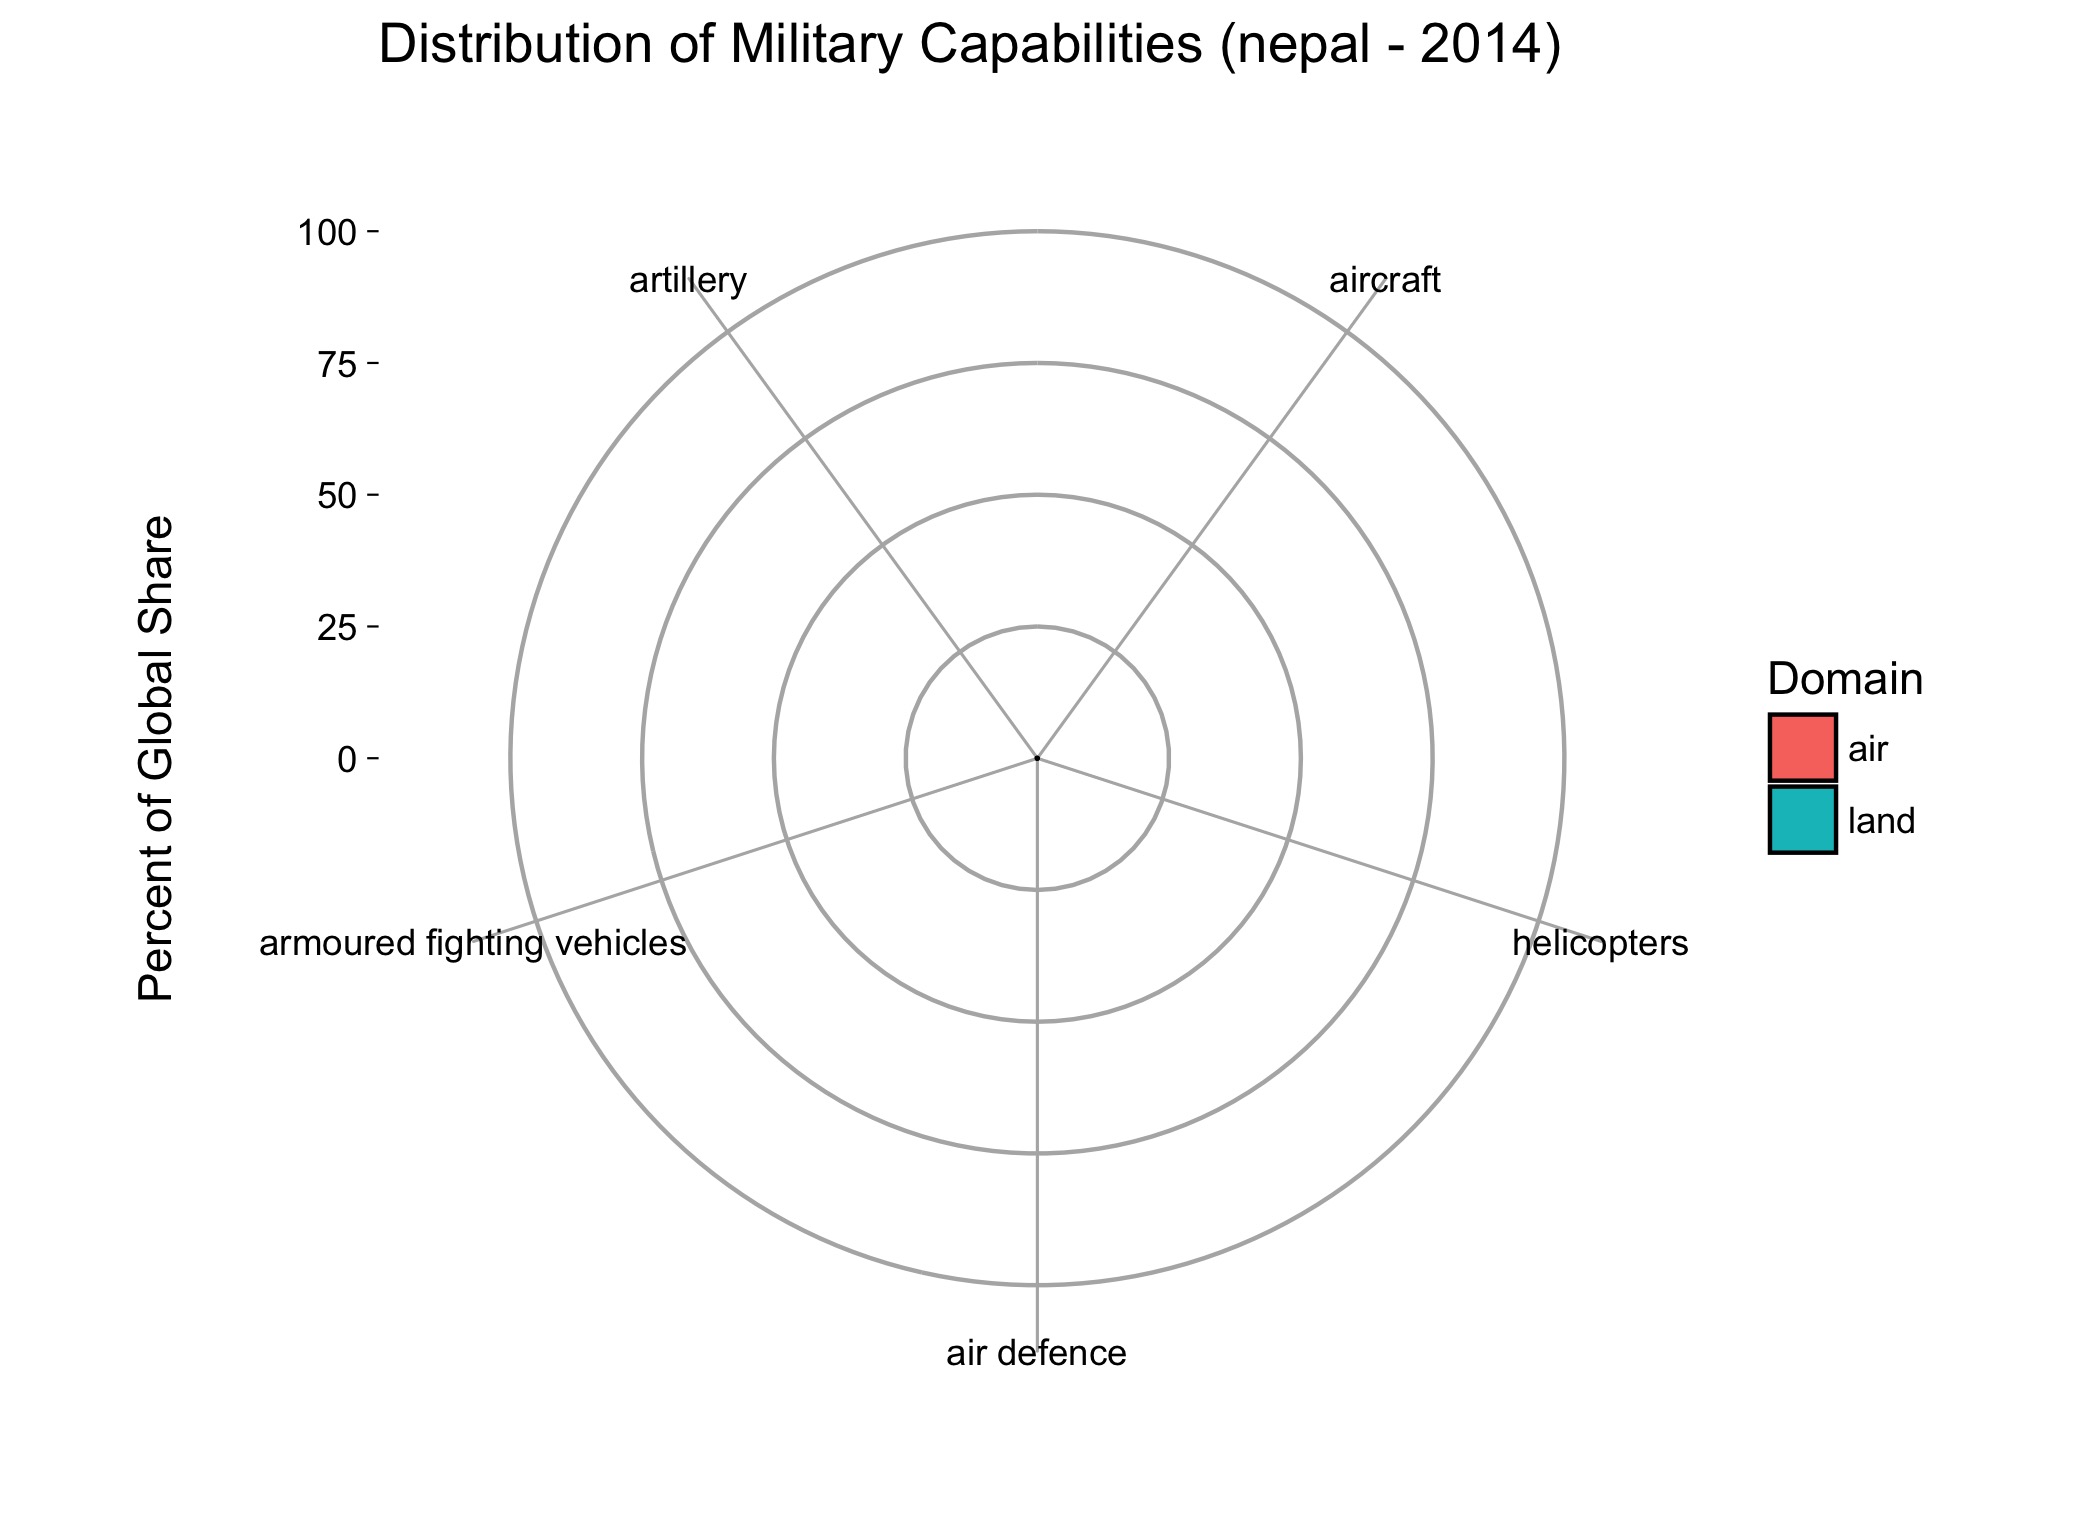 Distribution of Military Capabilities (nepal - 2014)
100
artillery
aircraft
75
50
25
0
Percent of Global Share
Domain
air
land
armoured fighting vehicles
helicopters
air defence